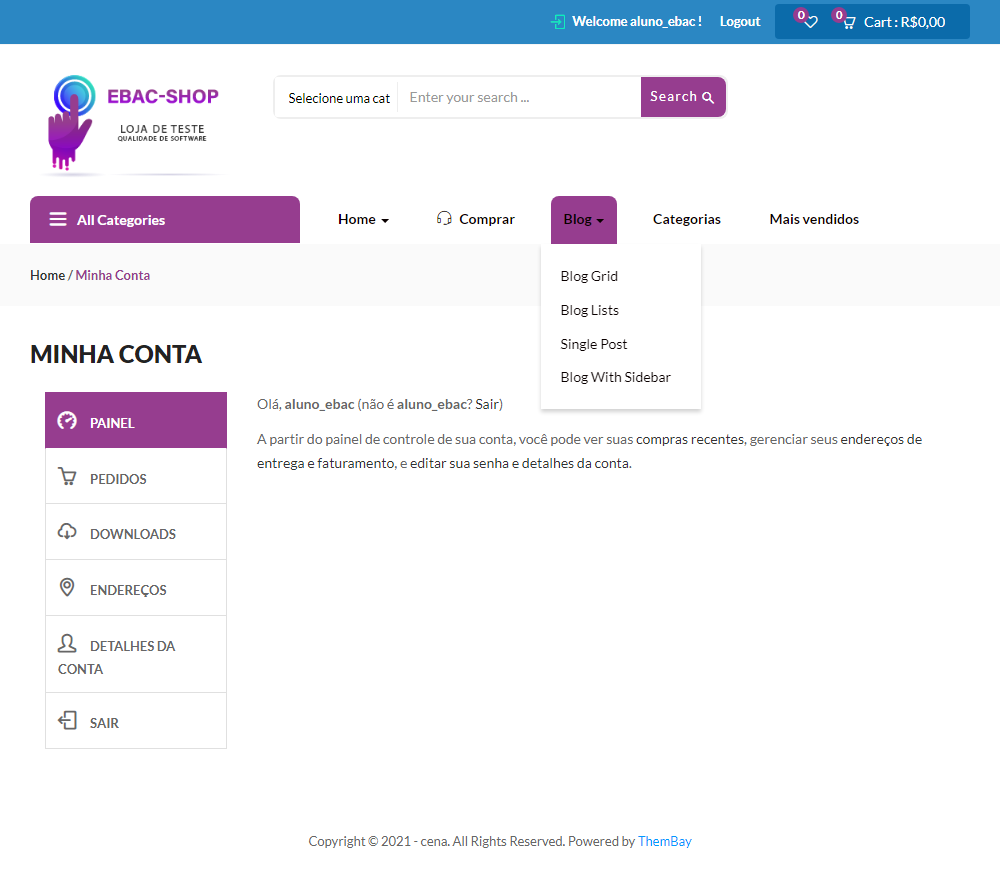 Welcome aluno_ebac !
Logout
0
0
Cart : R$0,00
EBAC-SHOP
LOJA DE TESTE
QUALIDADE DE SOFTWARE
Selecione uma cat
Enter your search ...
Search
All Categories
Home
Comprar
Blog
Categorias
Mais vendidos
Home / Minha Conta
Blog Grid
Blog Lists
Single Post
Blog With Sidebar
MINHA CONTA
PAINEL
PEDIDOS
DOWNLOADS
ENDEREÇOS
DETALHES DA
CONTA
SAIR
Olá, aluno_ebac (não é aluno_ebac? Sair)
A partir do painel de controle de sua conta, você pode ver suas compras recentes, gerenciar seus endereços de
entrega e faturamento, e editar sua senha e detalhes da conta.
Copyright © 2021 - cena. All Rights Reserved. Powered by ThemBay